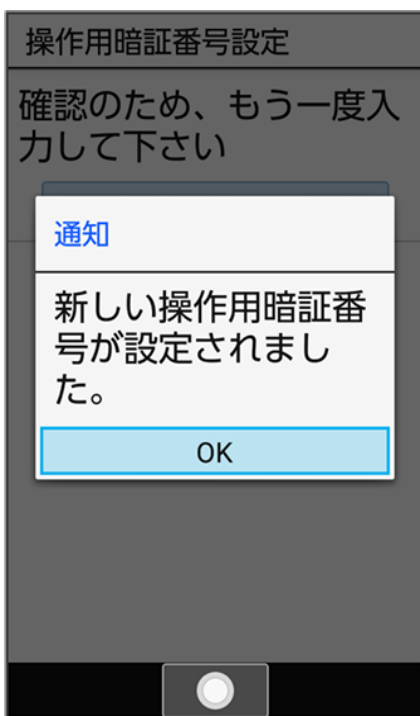 操作用暗証番号設定
確認のため、もう一度入
力して下さい
通知
新しい操作用暗証番
号が設定されまし
た。
OK